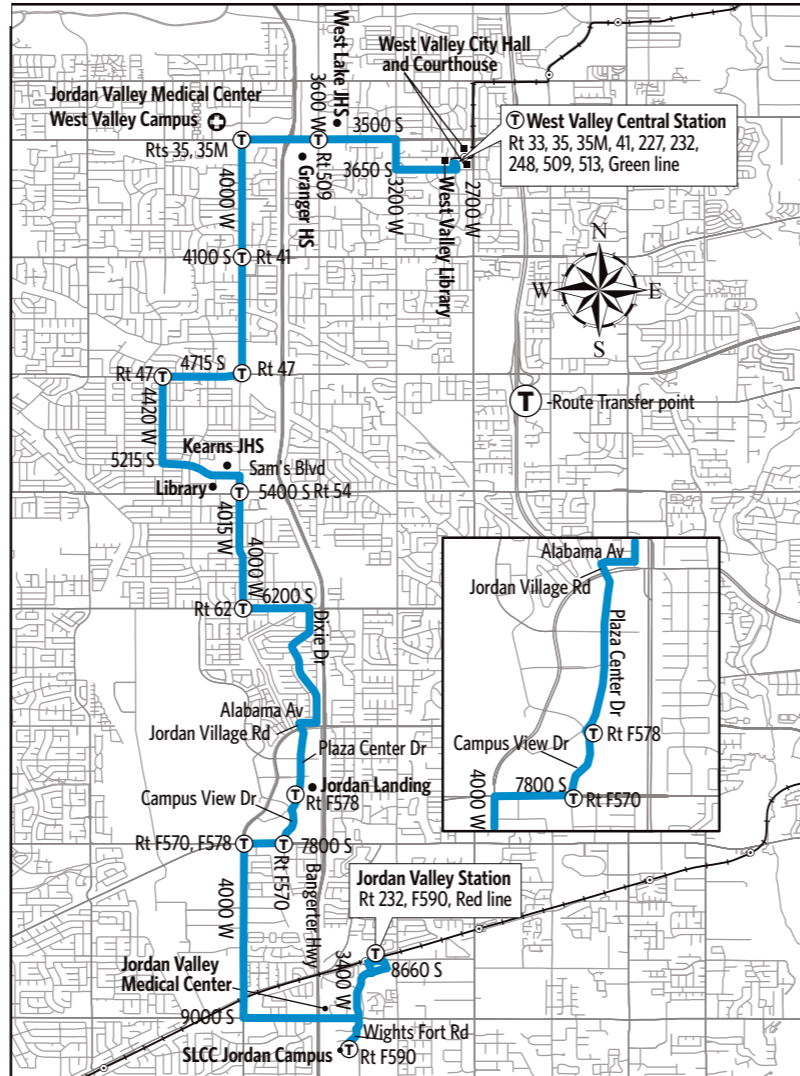 West Valley City Hall
and Courthouse
West Lake JHS
Jordan Valley Medical Center
West Valley Campus
3600 W
3500 S
T West Valley Central Station
Rt 33, 35, 35M, 41, 227, 232,
248, 509, 513, Green line
Rts 35, 35M
T
T
Rt 509
Granger HS
3650 S
3200 W
West Valley Library
2700 W
4000 W
4100 S
T
Rt 41
N
W
E
S
4715 S
Rt 47
T
T
Rt 47
T
-Route Transfer point
4420 W
Kearns JHS
5215 S
Sam's Blvd
Library
T
5400 S Rt 54
4015 W
4000 W
6200 S
Rt 62
T
Dixie Dr
Alabama Av
Jordan Village Rd
Plaza Center Dr
Jordan Landing
T
Rt F578
Campus View Dr
Rt F570, F578
T
T
7800 S
Rt F570
Bangerter Hwy
4000 W
Alabama Av
Jordan Village Rd
Plaza Center Dr
T
Rt F578
Campus View Dr
7800 S
4000 W
T
Rt F570
Jordan Valley Station
Rt 232, F590, Red line
T
8660 S
3400 W
Jordan Valley
Medical Center
9000 S
Wights Fort Rd
SLCC Jordan Campus
T
Rt F590